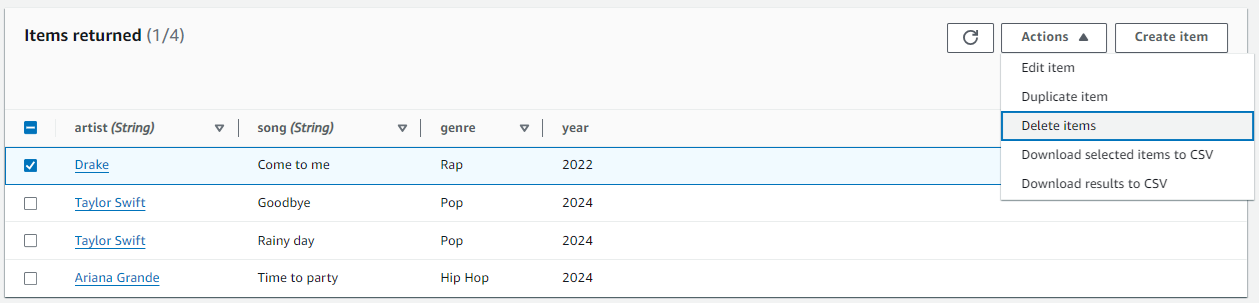 Items returned (1/4)
Actions
Create item
Edit item
Duplicate item
Delete items
Download selected items to CSV
Download results to CSV
artist (String) song (String) genre year
Drake Come to me Rap 2022
Taylor Swift Goodbye Pop 2024
Taylor Swift Rainy day Pop 2024
Ariana Grande Time to party Hip Hop 2024